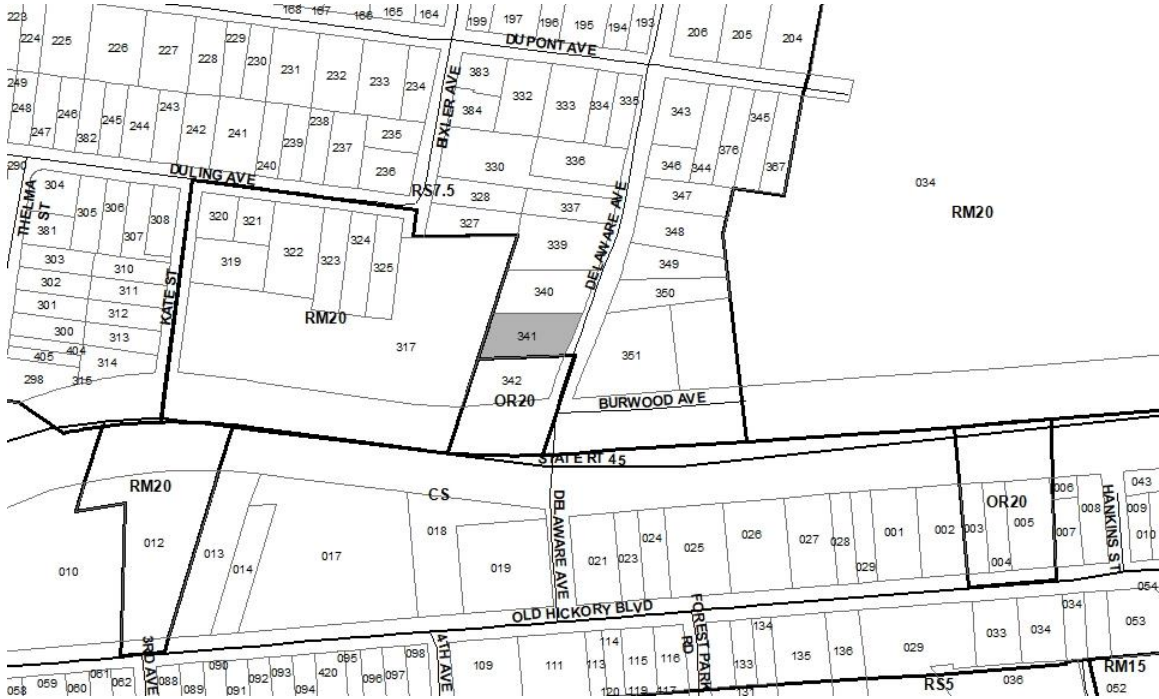 223 168 167 166 165 164 199 197 196 195 194 193 206 205 204
224 225 226 227 228 229 230 231 232 233 234
DUPONT AVE
249 383 332 333 334 335 343 345
248 247 246 382 245 244 243 242 241 240 239 238 237 235 236
BIXLER AVE
384 330 336 346 344 376 367
290 DULING AVE
RS7.5
304 305 306 307 308 381
THELMA ST
328 327 337 347 034
RM20
320 321 322 323 324 325 319
339 348
303 310 349
302 311 340 350
DELAWARE AVE
301 312
KATE ST
RM20
300 313 317 341 351
404 405 314 315 298
342
OR20
BURWOOD AVE
STATE RT 45
RM20
CS
OR20
012 010 013 014 017 018 019
DELAWARE AVE
021 023 024 025 026 027 028 029 001 002 003 004 005 006 007 008 043 009 010
HANKINS ST
OLD HICKORY BLVD
054
3RD AVE
4TH AVE
FOREST PARK RD
058 059 060 061 062 088 089 090 091 092 093 094 420 095 096 097 098 109 111 113 114 115 116 120 119 117 133 134 131 135 136 029 033 034 034 053
RS5
036
RM15
052